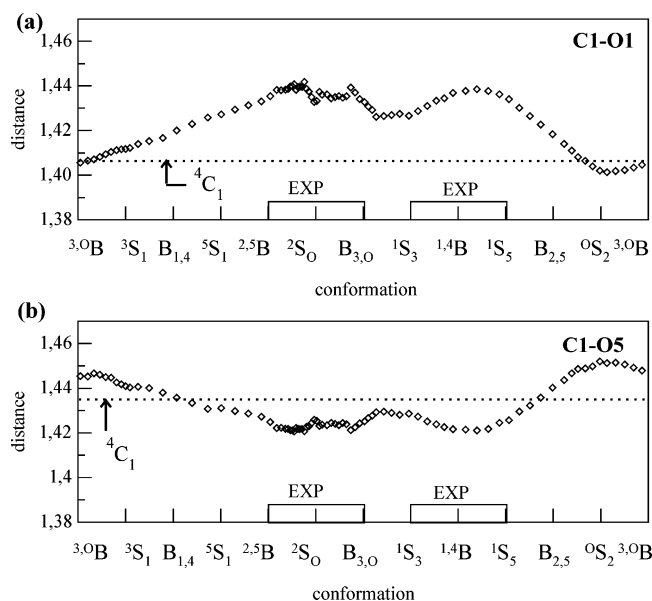 (a)
C1-O1
1,46
1,44
1,42
1,40
1,38
distance
⁴C₁
EXP EXP
³,ᴼB ³S₁ B₁,₄ ⁵S₁ ²,⁵B ²Sₒ B₃,ₒ ¹S₃ ¹,⁴B ¹S₅ B₂,₅ ᴼS₂ ³,ᴼB
conformation
(b)
C1-O5
1,46
1,44
1,42
1,4
1,38
distance
⁴C₁
EXP EXP
³,ᴼB ³S₁ B₁,₄ ⁵S₁ ²,⁵B ²Sₒ B₃,ₒ ¹S₃ ¹,⁴B ¹S₅ B₂,₅ ᴼS₂ ³,ᴼB
conformation